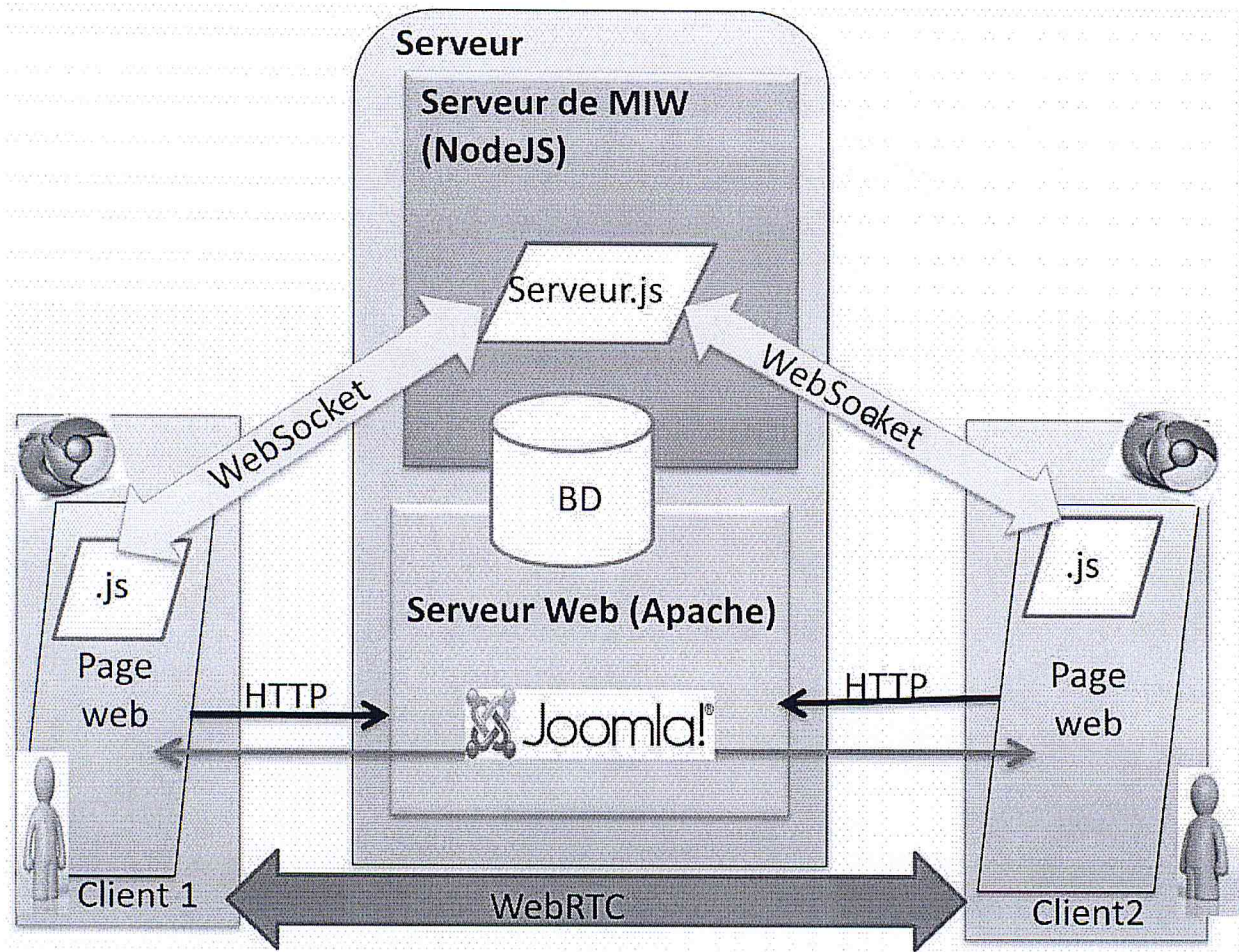 Serveur
Serveur de MIW
(NodeJS)
Serveur.js
WebSocket
WebSocket
BD
.js
.js
Serveur Web (Apache)
Page
web
Page
web
HTTP
HTTP
Joomla!®
Client 1
WebRTC
Client2